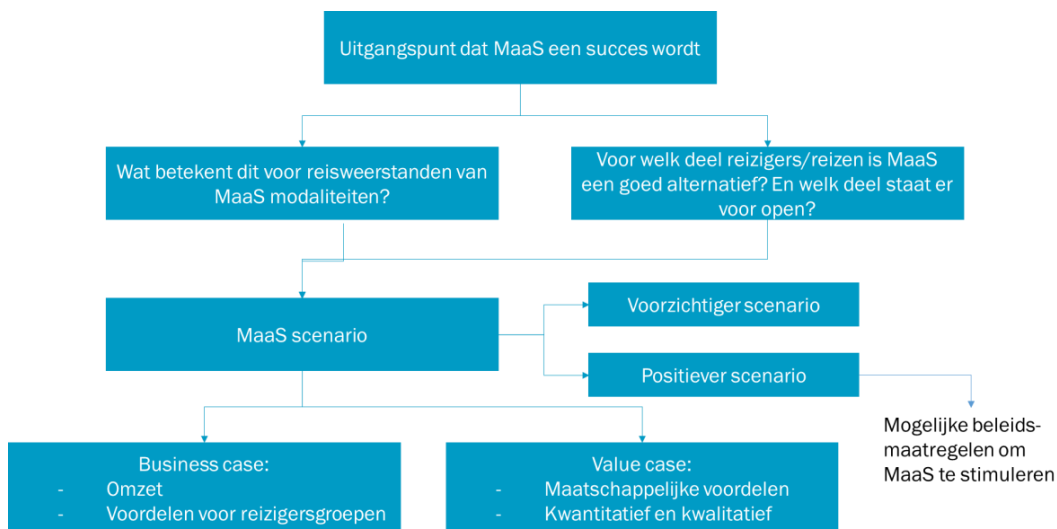 Uitgangspunt dat MaaS een succes wordt
Wat betekent dit voor reisweerstanden van
MaaS modaliteiten?
Voor welk deel reizigers/reizen is MaaS
een goed alternatief? En welk deel staat er
voor open?
MaaS scenario
Voorzichtiger scenario
Positiever scenario
Mogelijke beleids-
maatregelen om
MaaS te stimuleren
Business case:
- Omzet
- Voordelen voor reizigersgroepen
Value case:
- Maatschappelijke voordelen
- Kwantitatief en kwalitatief